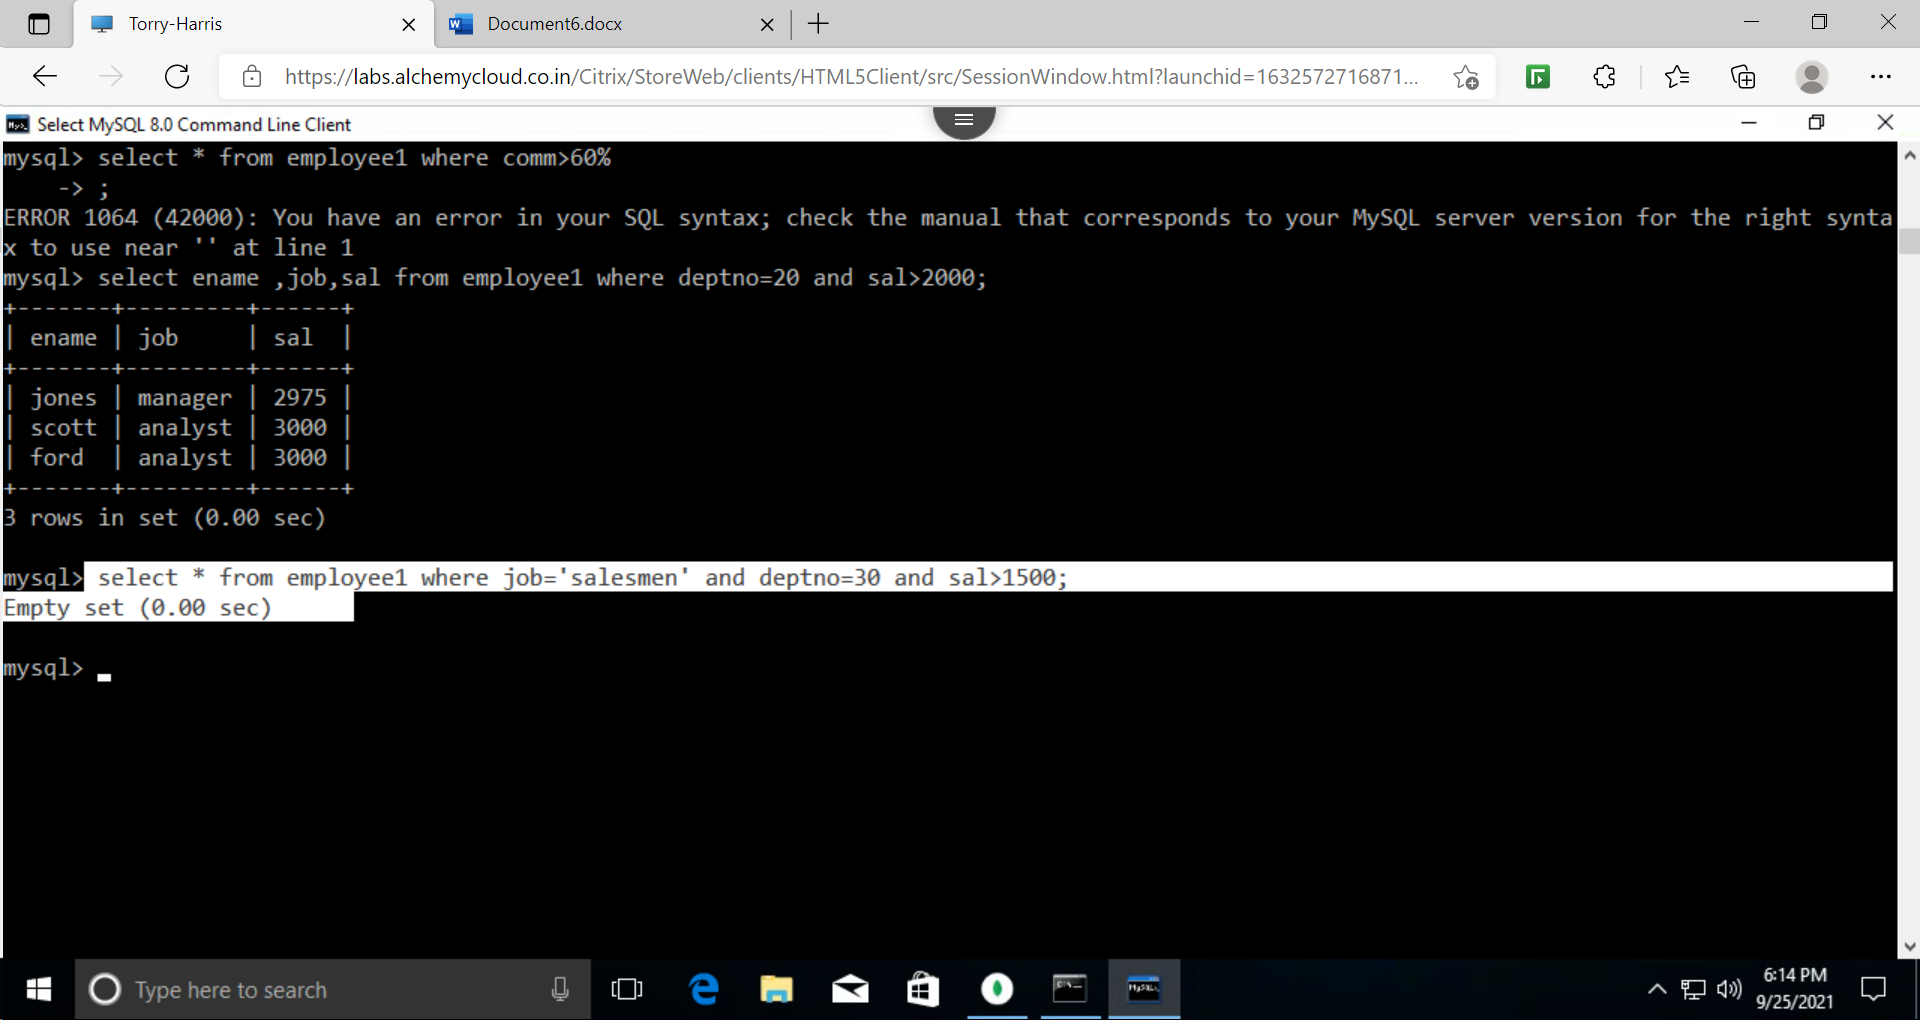 Torry-Harris
Document6.docx
https://labs.alchemycloud.co.in/Citrix/StoreWeb/clients/HTML5Client/src/SessionWindow.html?launchid=1632572716871...
Select MySQL 8.0 Command Line Client
mysql> select * from employee1 where comm>60%
    -> ;
ERROR 1064 (42000): You have an error in your SQL syntax; check the manual that corresponds to your MySQL server version for the right synta
x to use near '' at line 1
mysql> select ename ,job,sal from employee1 where deptno=20 and sal>2000;
+-------+---------+------+
| ename | job     | sal  |
+-------+---------+------+
| jones | manager | 2975 |
| scott | analyst | 3000 |
| ford  | analyst | 3000 |
+-------+---------+------+
3 rows in set (0.00 sec)
mysql> select * from employee1 where job='salesmen' and deptno=30 and sal>1500;
Empty set (0.00 sec)
mysql> _
Type here to search
6:14 PM
9/25/2021